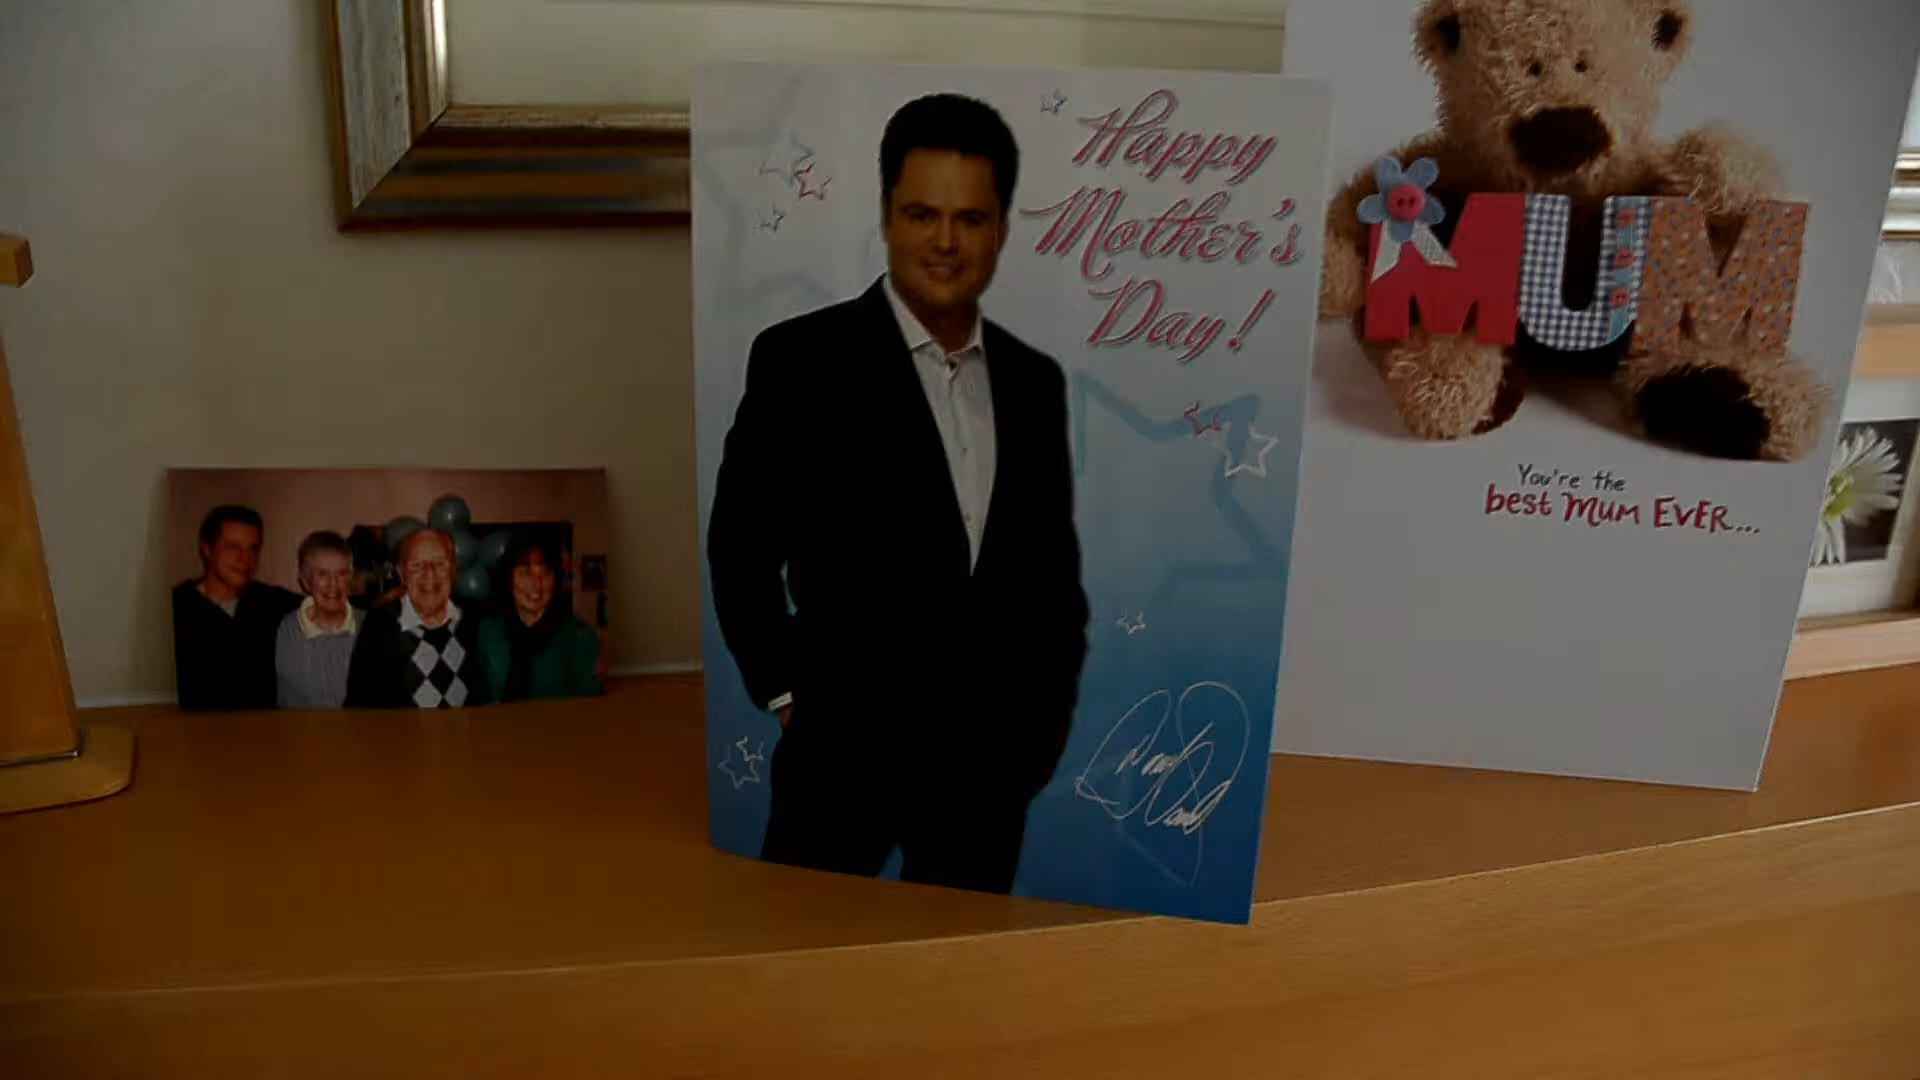 Happy
Mother's
Day!
MUM
You're the
best Mum EVER...